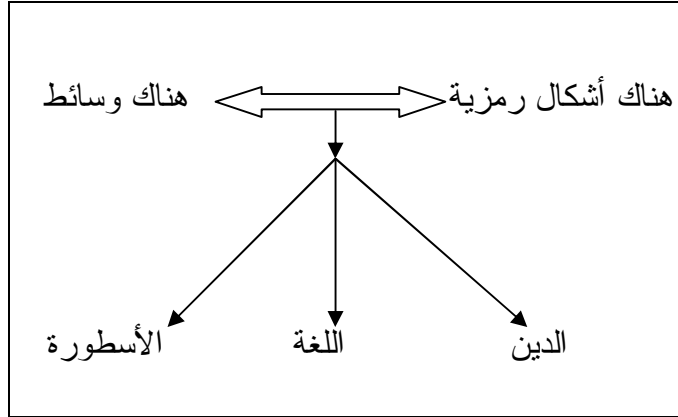 هناك أشكال رمزية هناك وسائط
الدين اللغة الأسطورة